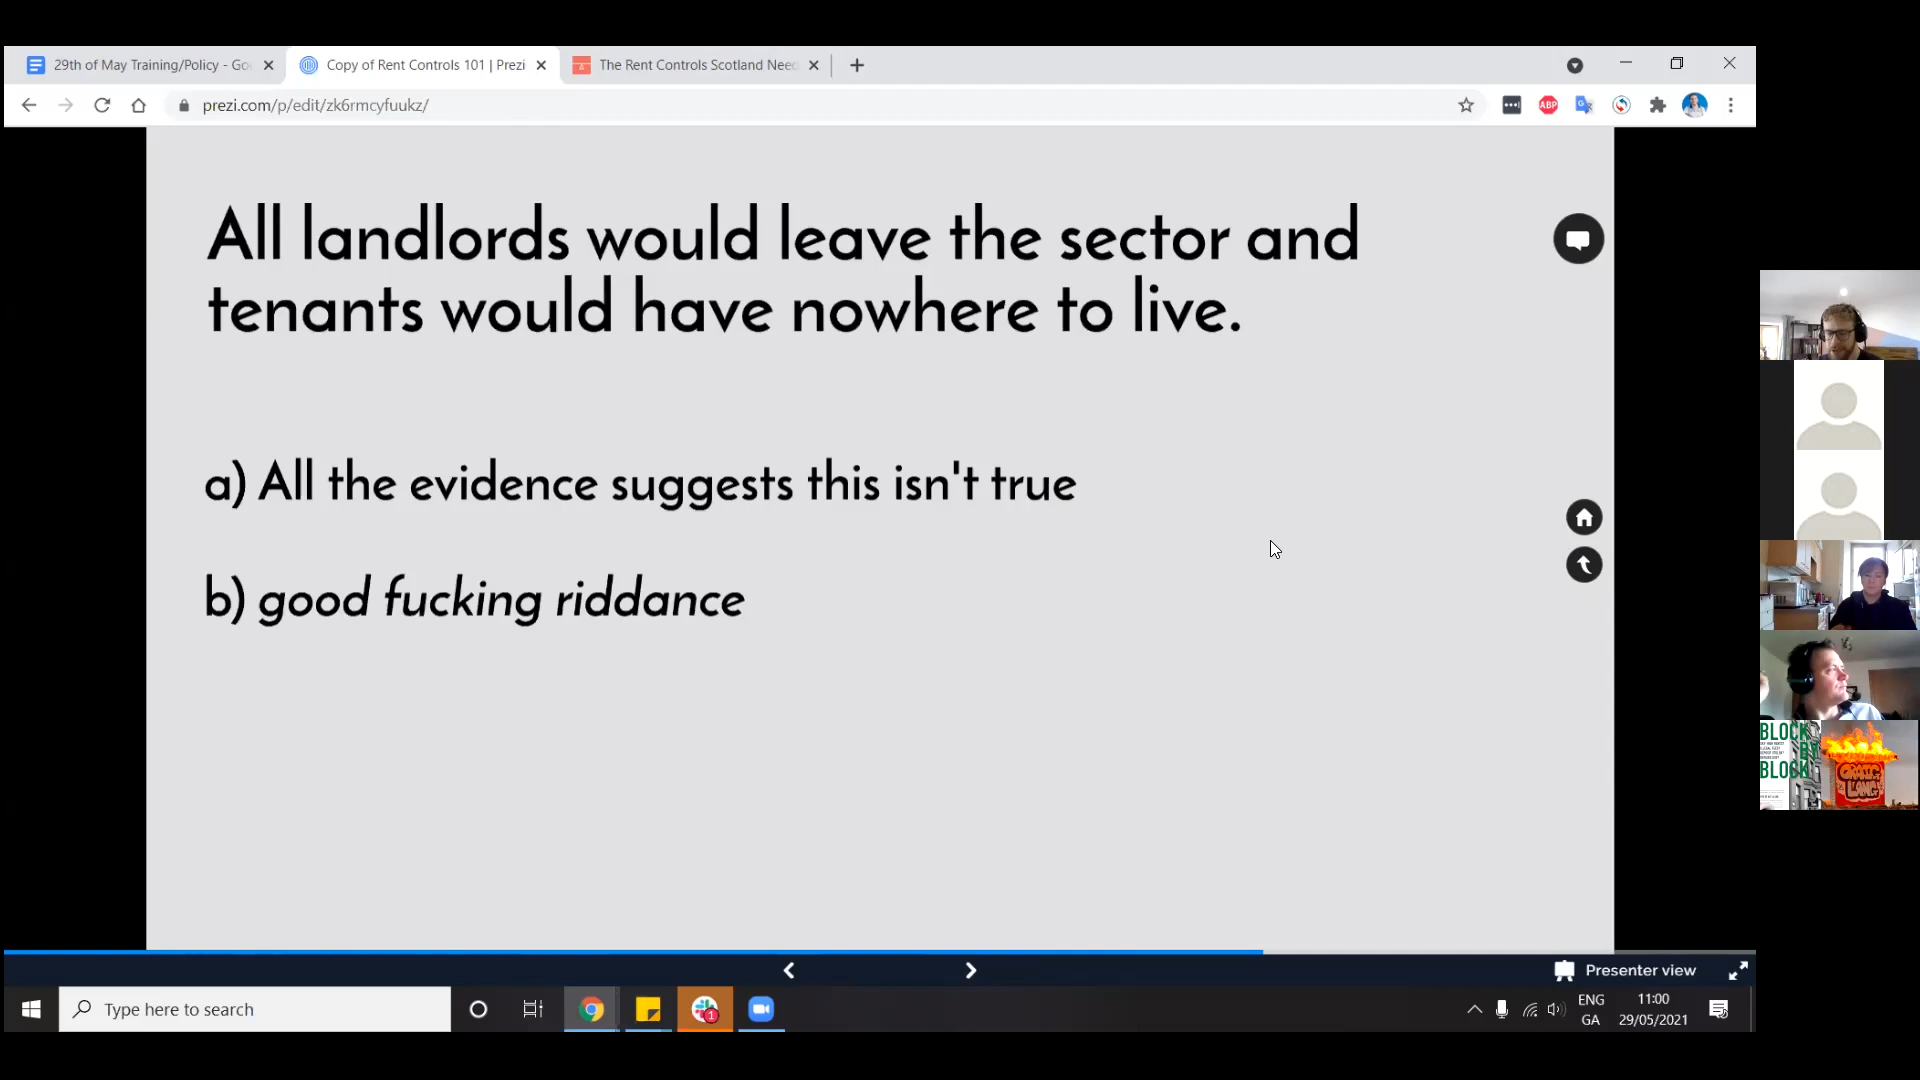 29th of May Training/Policy - Go
Copy of Rent Controls 101 | Prezi
The Rent Controls Scotland Need
prezi.com/p/edit/zk6rmcyfuukz/
ABP
All landlords would leave the sector and
tenants would have nowhere to live.
a) All the evidence suggests this isn't true
b) good fucking riddance
BLOCK
BY
BLOCK
Presenter view
Type here to search
1
ENG
GA
11:00
29/05/2021